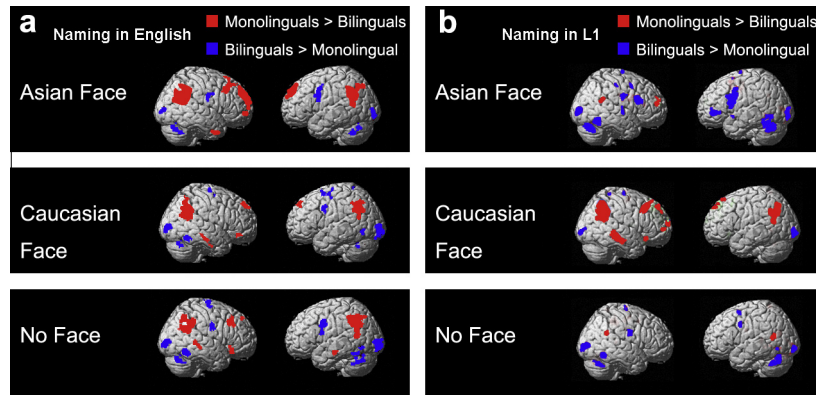 a
Naming in English
Monolinguals > Bilinguals
Bilinguals > Monolingual
Asian Face
Caucasian
Face
No Face
b
Naming in L1
Monolinguals > Bilinguals
Bilinguals > Monolingual
Asian Face
Caucasian
Face
No Face